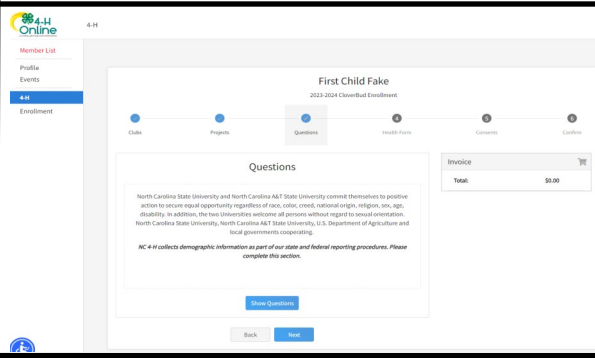 4-H
Online
4-H
Member List
Profile
Events
4-H
Enrollment
First Child Fake
2023-2024 CloverBud Enrollment
4
5
6
Clubs
Projects
Questions
Health Form
Consents
Confirm
Questions
North Carolina State University and North Carolina A&T State University commit themselves to positive
action to secure equal opportunity regardless of race, color, creed, national origin, religion, sex, age,
disability. In addition, the two Universities welcome all persons without regard to sexual orientation.
North Carolina State University, North Carolina A&T State University, U.S. Department of Agriculture and
local governments cooperating.
NC 4-H collects demographic information as part of our state and federal reporting procedures. Please
complete this section.
Show Questions
Back
Next
Invoice
Total:
$0.00